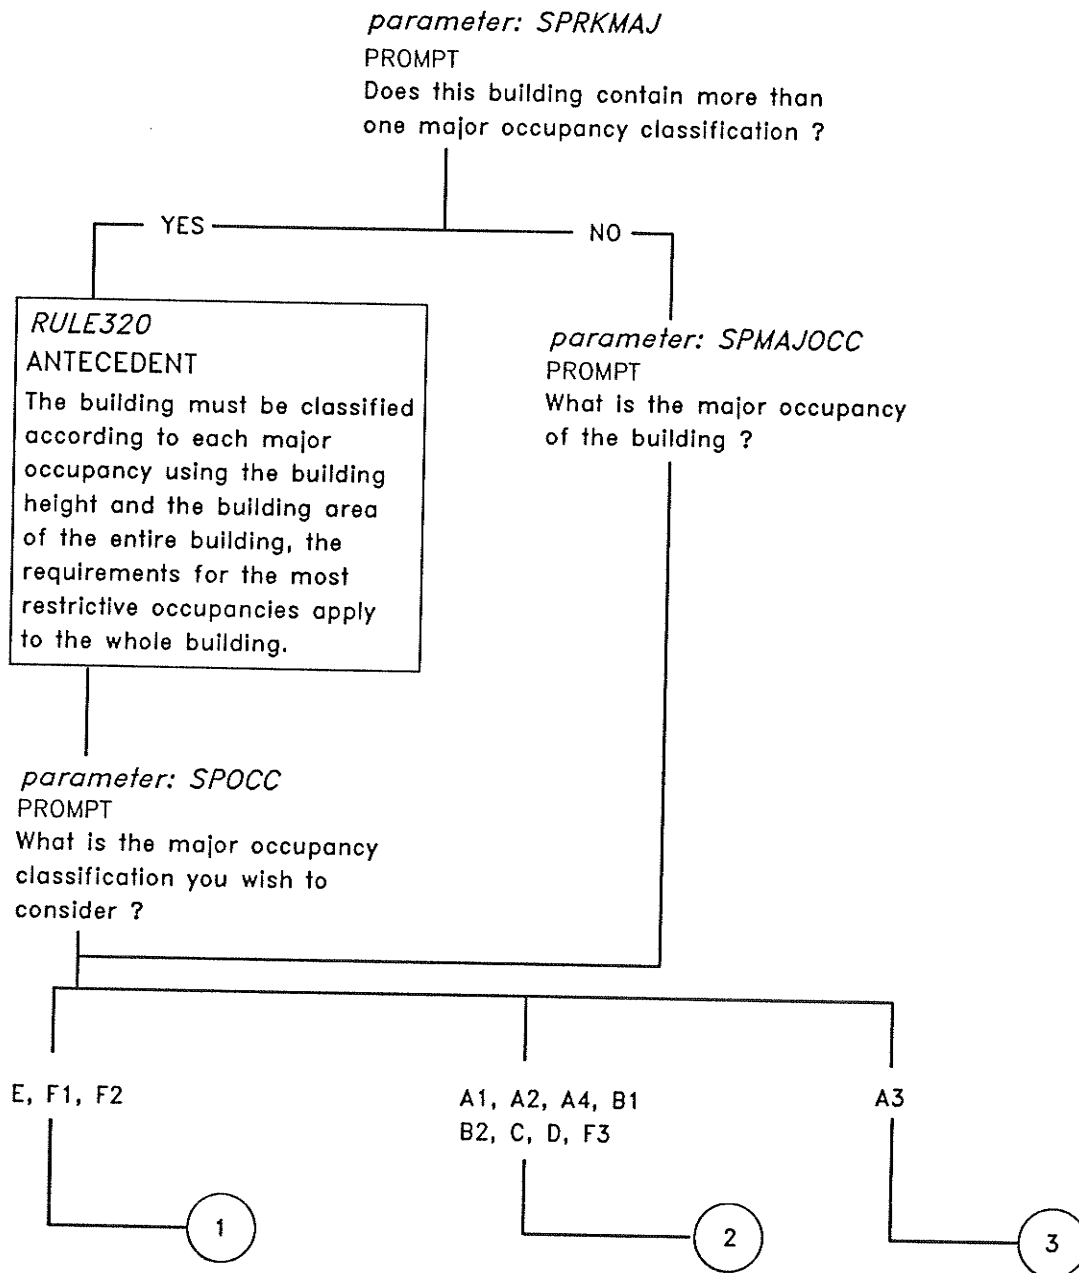 parameter: SPRKMAJ
PROMPT
Does this building contain more than
one major occupancy classification ?
YES
NO
RULE320
ANTECEDENT
The building must be classified
according to each major
occupancy using the building
height and the building area
of the entire building, the
requirements for the most
restrictive occupancies apply
to the whole building.
parameter: SPMAJOCC
PROMPT
What is the major occupancy
of the building ?
parameter: SPOCC
PROMPT
What is the major occupancy
classification you wish to
consider ?
E, F1, F2
A1, A2, A4, B1
B2, C, D, F3
A3
1
2
3